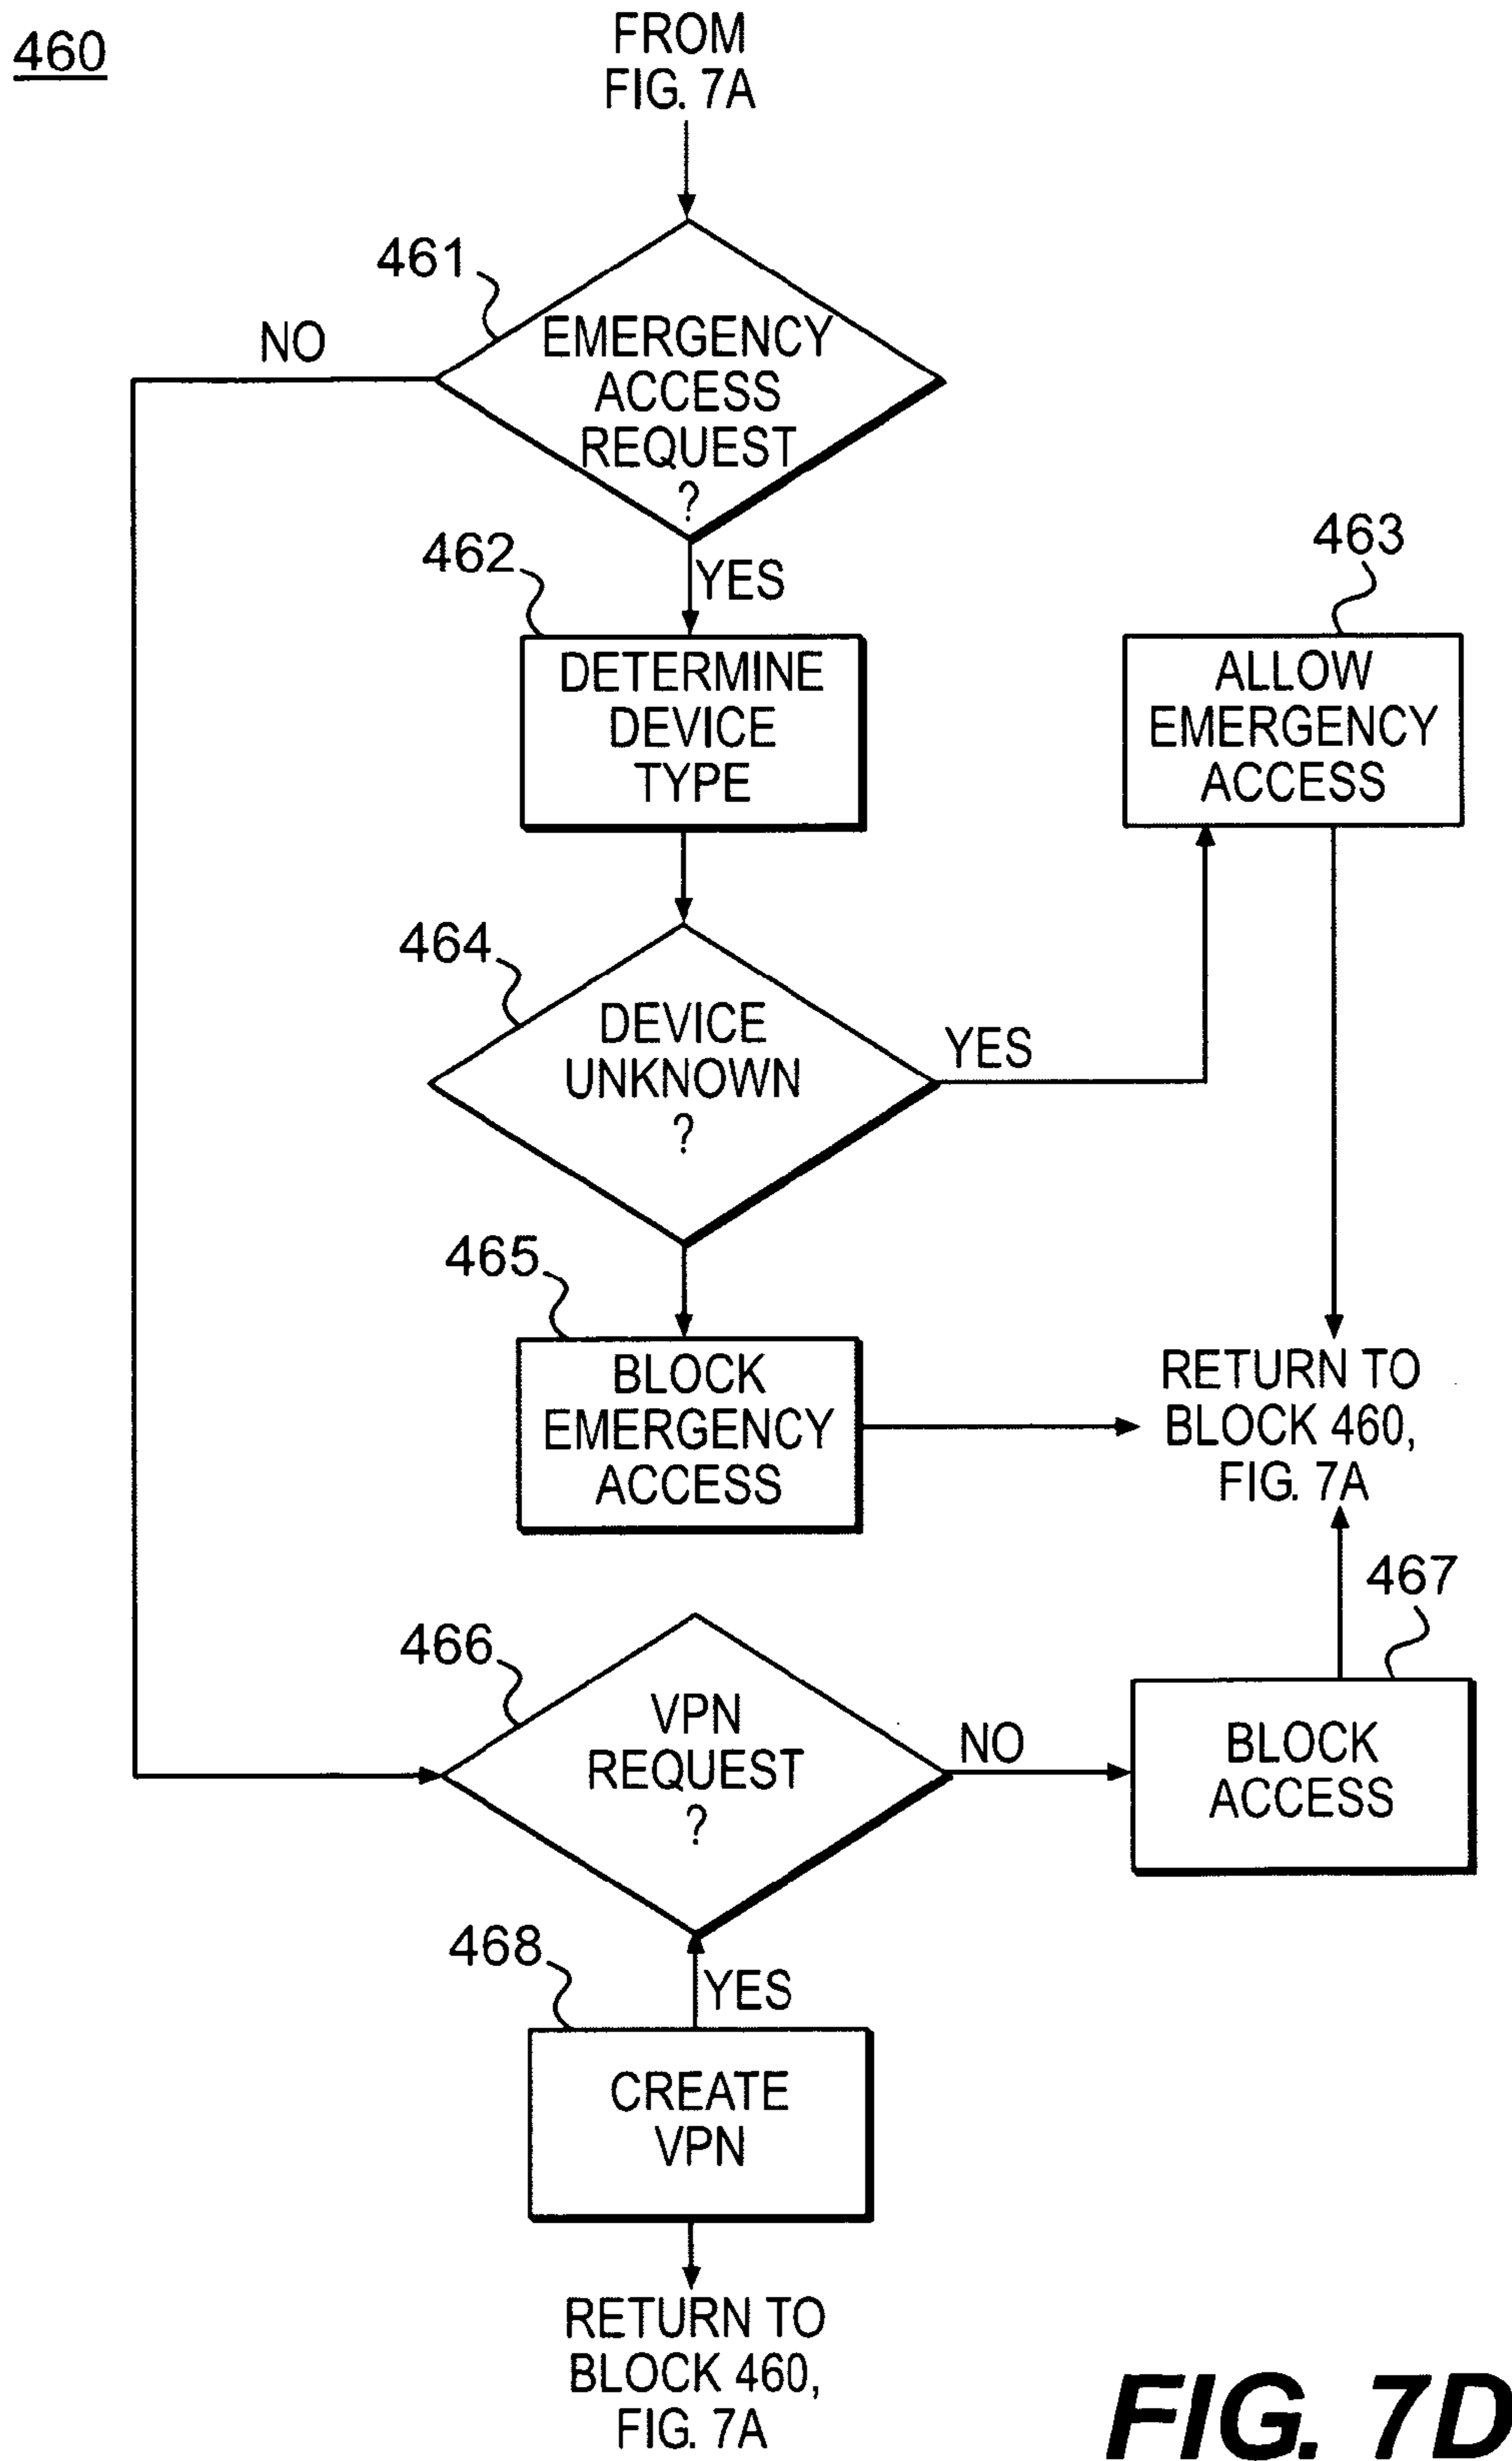 460
FROM
FIG. 7A
461
NO
EMERGENCY
ACCESS
REQUEST
?
462
YES
463
DETERMINE
DEVICE
TYPE
ALLOW
EMERGENCY
ACCESS
464
DEVICE
UNKNOWN
?
YES
465
BLOCK
EMERGENCY
ACCESS
RETURN TO
BLOCK 460,
FIG. 7A
467
466
VPN
REQUEST
?
NO
BLOCK
ACCESS
468
YES
CREATE
VPN
RETURN TO
BLOCK 460,
FIG. 7A
FIG. 7D